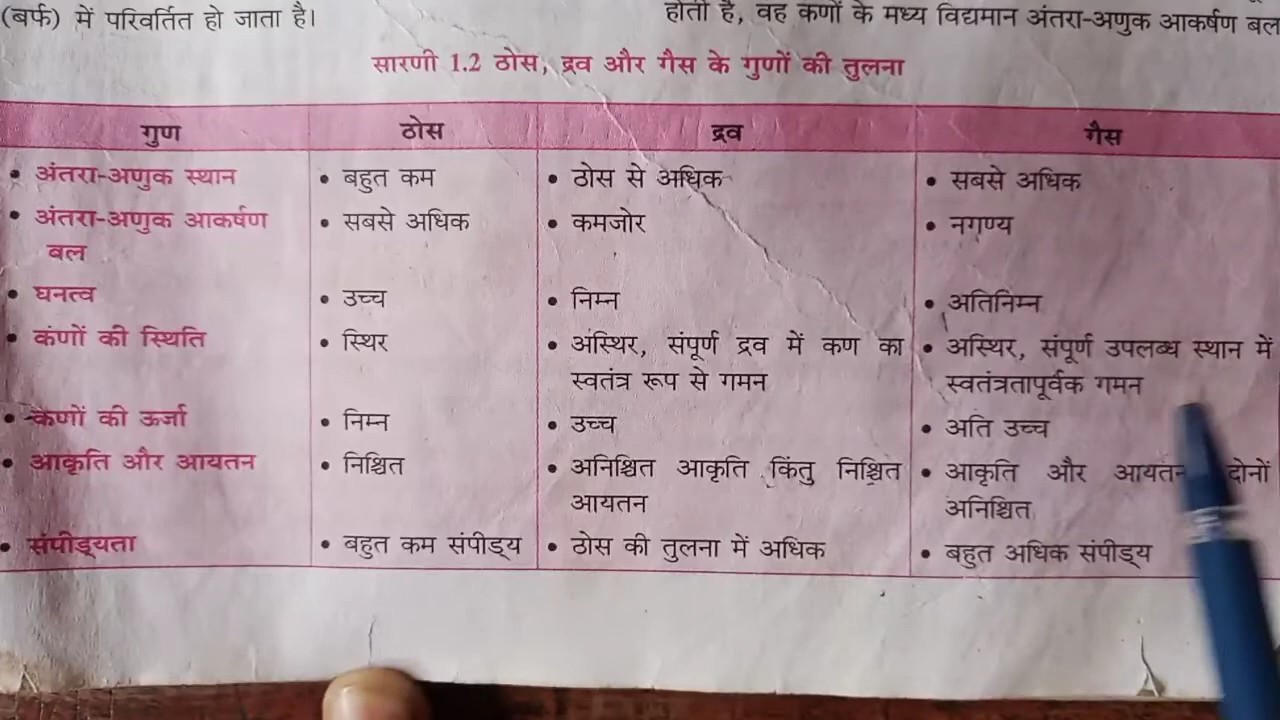 (बर्फ) में परिवर्तित हो जाता है।
होती है, वह कणों के मध्य विद्यमान अंतरा-अणुक आकर्षण बल
सारणी 1.2 ठोस, द्रव और गैस के गुणों की तुलना
गुण ठोस द्रव गैस
• अंतरा-अणुक स्थान • बहुत कम • ठोस से अधिक • सबसे अधिक
• अंतरा-अणुक आकर्षण • सबसे अधिक • कमजोर • नगण्य
बल
• घनत्व • उच्च • निम्न • अतिनिम्न
• कणों की स्थिति • स्थिर • अस्थिर, संपूर्ण द्रव में कण का • अस्थिर, संपूर्ण उपलब्ध स्थान में
स्वतंत्र रूप से गमन स्वतंत्रतापूर्वक गमन
• कणों की ऊर्जा • निम्न • उच्च • अति उच्च
• आकृति और आयतन • निश्चित • अनिश्चित आकृति किंतु निश्चित • आकृति और आयतन दोनों
आयतन अनिश्चित
• संपीड्यता • बहुत कम संपीड्य • ठोस की तुलना में अधिक • बहुत अधिक संपीड्य